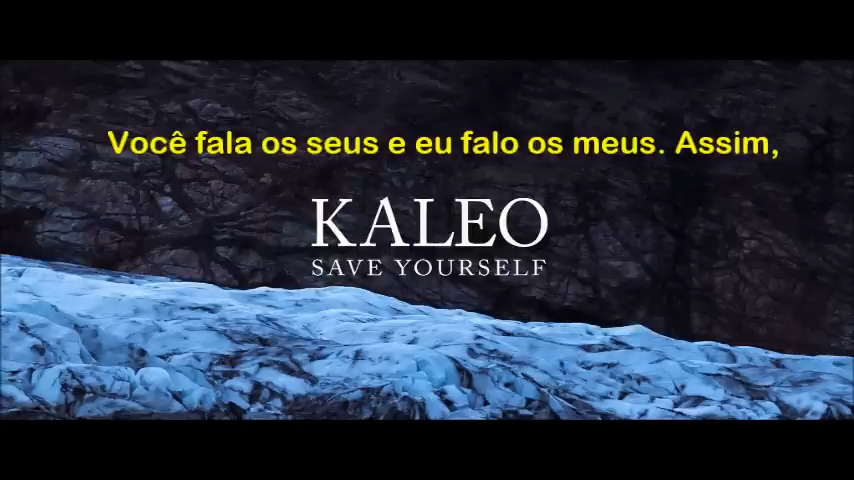 Você fala os seus e eu falo os meus. Assim,
KALEO
SAVE YOURSELF